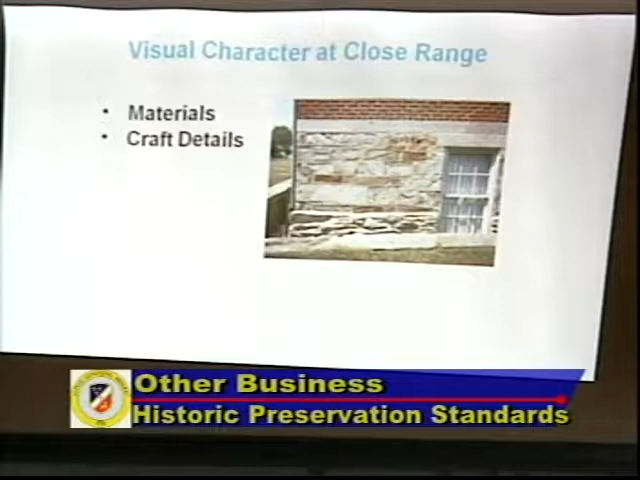 Visual Character at Close Range
• Materials
• Craft Details
Other Business
Historic Preservation Standards